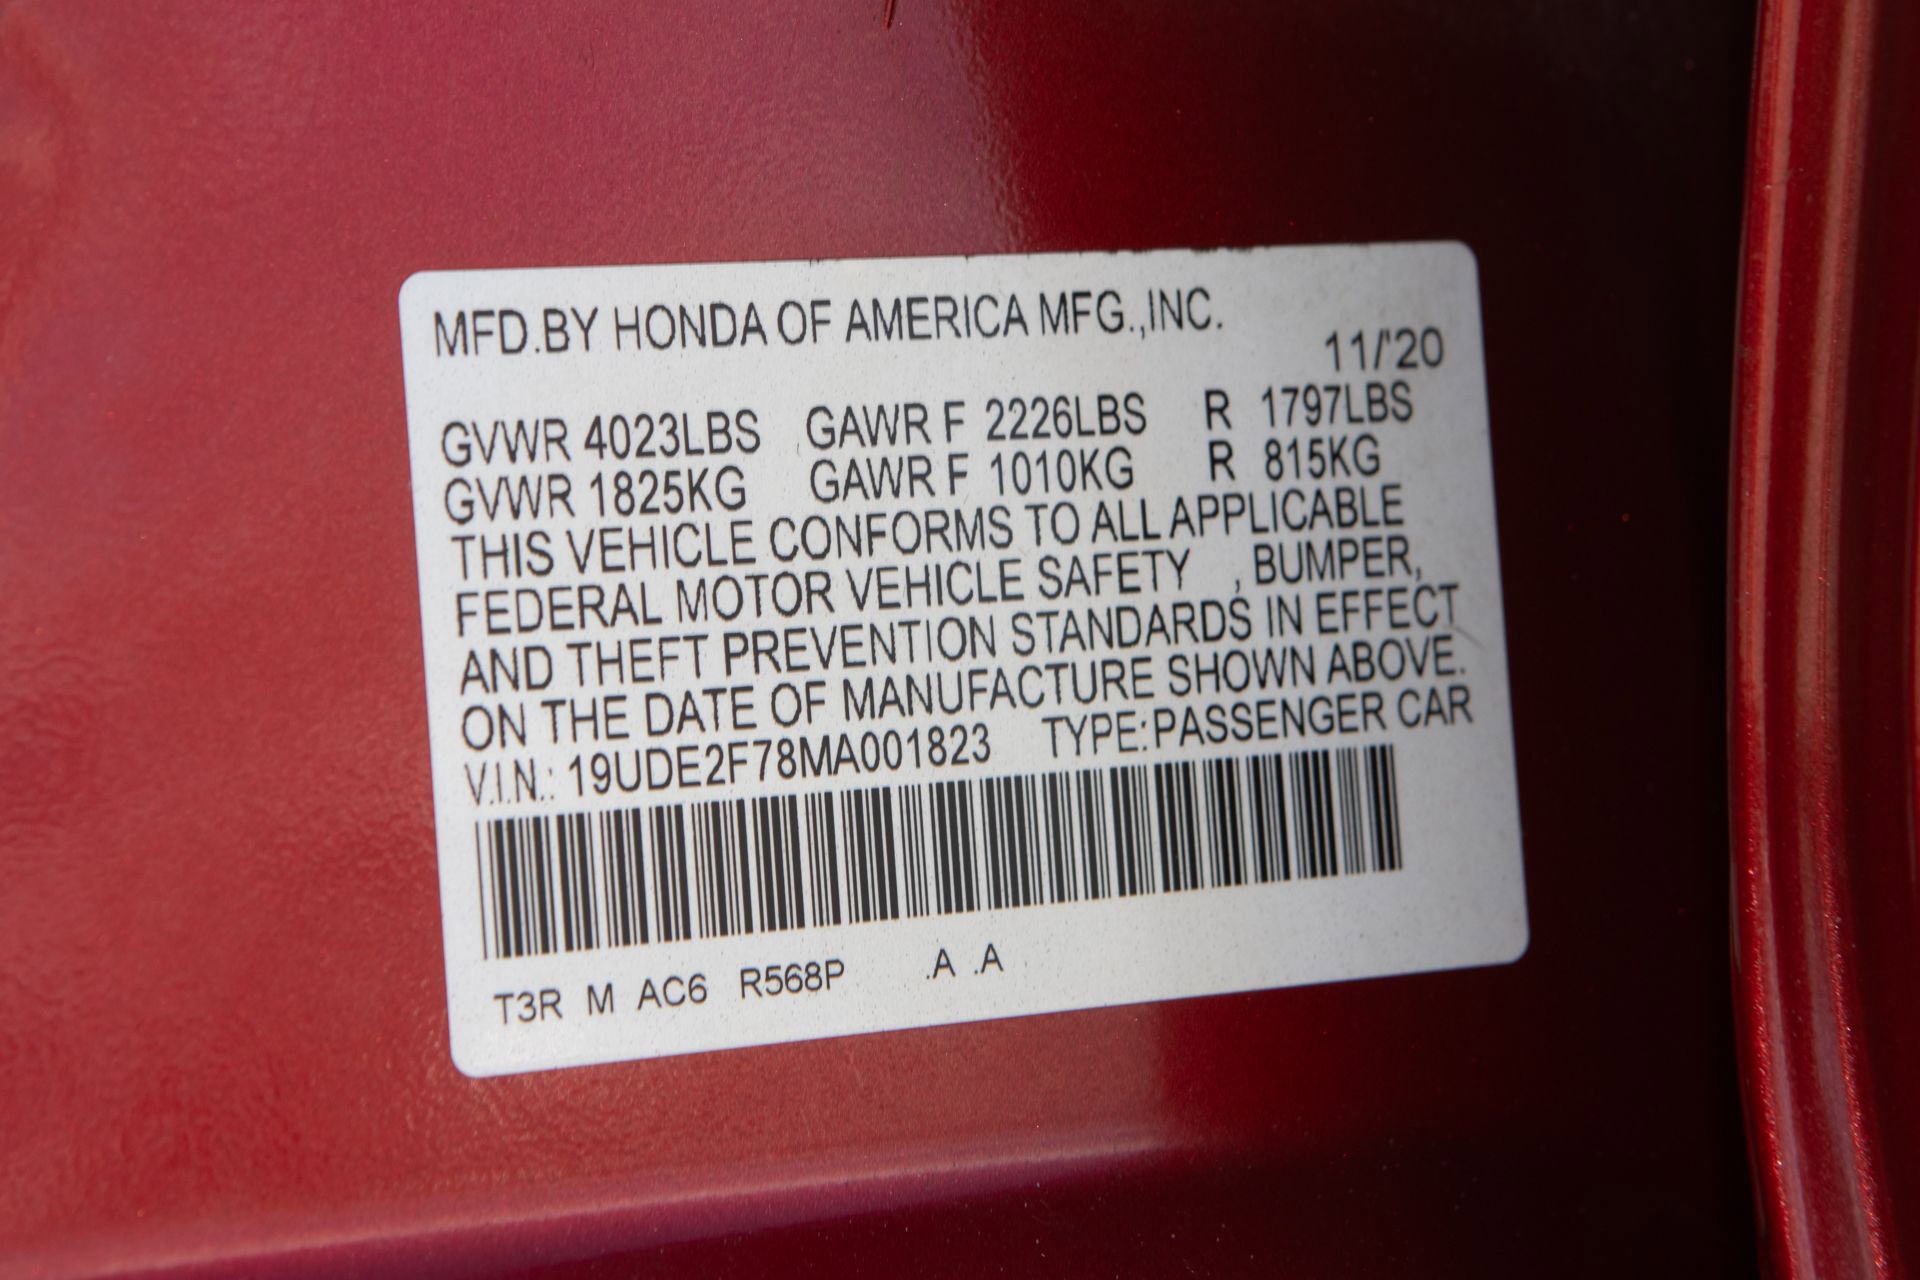 MFD.BY HONDA OF AMERICA MFG.,INC.
11/'20
GVWR 4023LBS GAWR F 2226LBS R 1797LBS
GVWR 1825KG GAWR F 1010KG R 815KG
THIS VEHICLE CONFORMS TO ALL APPLICABLE
FEDERAL MOTOR VEHICLE SAFETY , BUMPER,
AND THEFT PREVENTION STANDARDS IN EFFECT
ON THE DATE OF MANUFACTURE SHOWN ABOVE.
V.I.N.: 19UDE2F78MA001823 TYPE:PASSENGER CAR
T3R M AC6 R568P .A .A